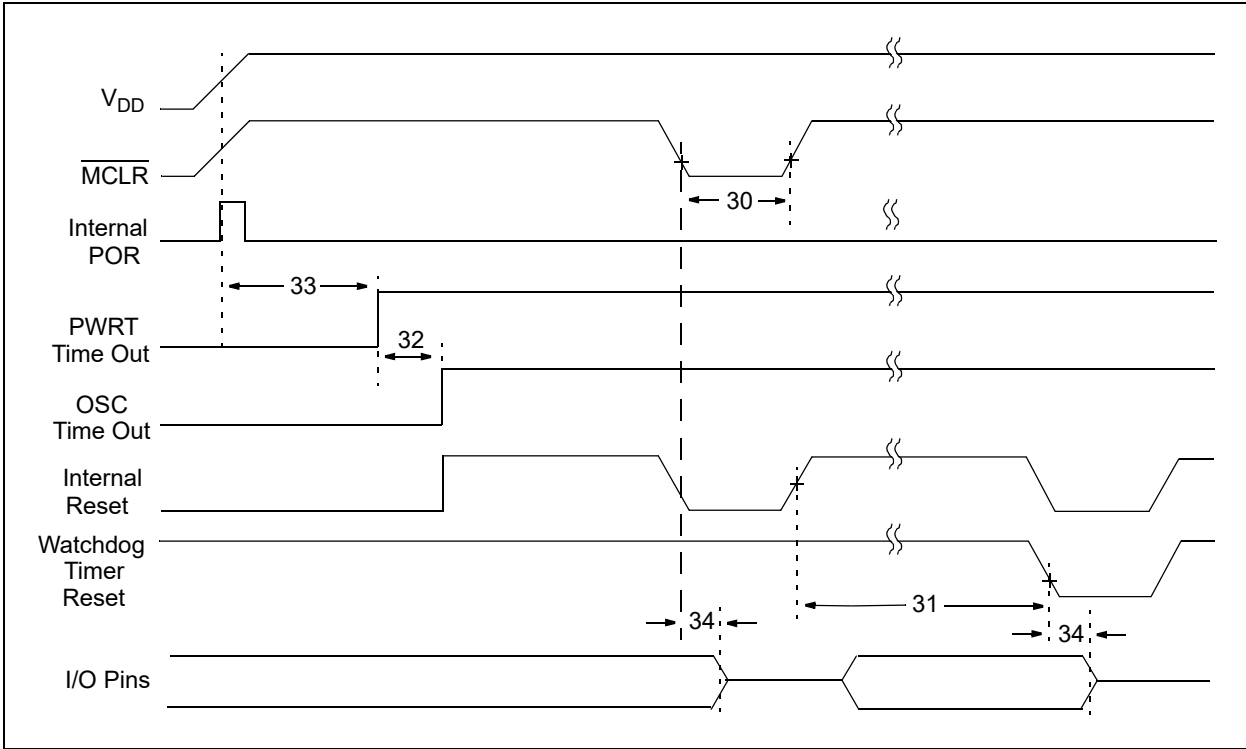 VDD
MCLR
30
Internal
POR
33
PWRT
Time Out
32
OSC
Time Out
Internal
Reset
Watchdog
Timer
Reset
31
34
34
I/O Pins